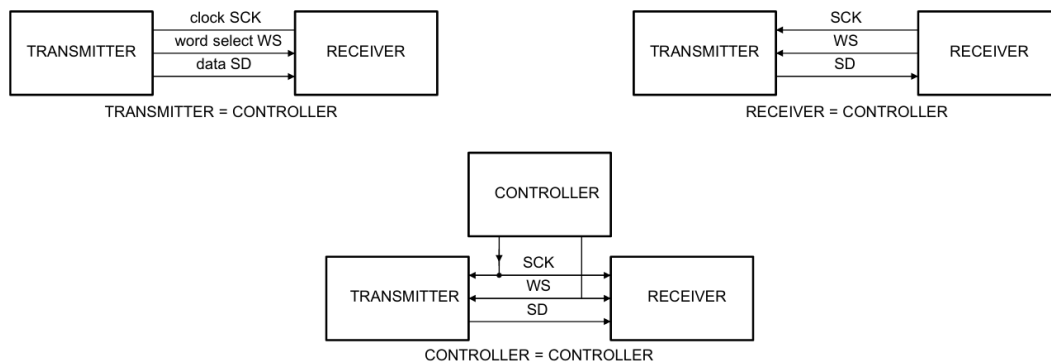 clock SCK
TRANSMITTER
word select WS
RECEIVER
data SD
TRANSMITTER = CONTROLLER
SCK
TRANSMITTER
WS
RECEIVER
SD
RECEIVER = CONTROLLER
CONTROLLER
SCK
TRANSMITTER
WS
RECEIVER
SD
CONTROLLER = CONTROLLER